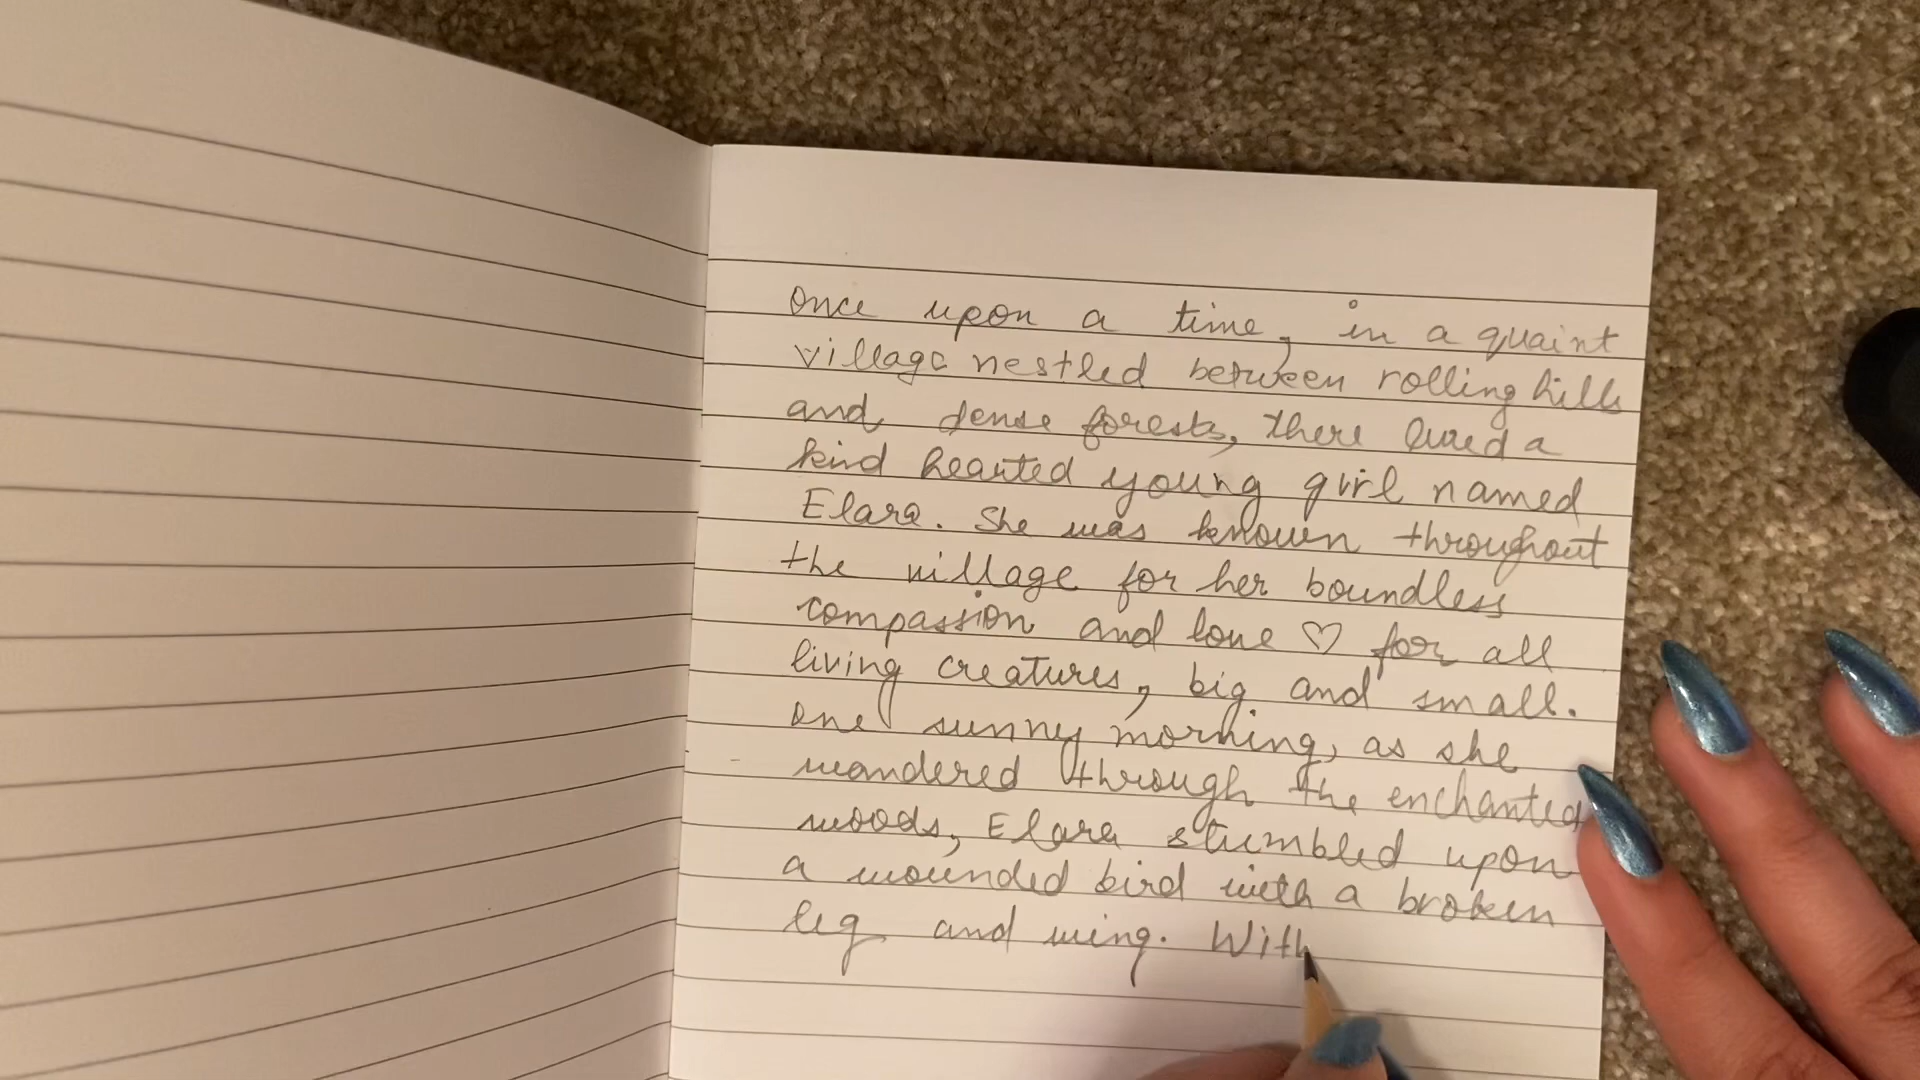 once upon a time, in a quaint
village nestled between rolling hills
and dense forests, there lived a
kind hearted young girl named
Elara. She was known throughout
the village for her boundless
compassion and love ♡ for all
living creatures, big and small.
one sunny morning, as she
wandered through the enchanted
woods, Elara stumbled upon
a wounded bird with a broken
leg and wing. With